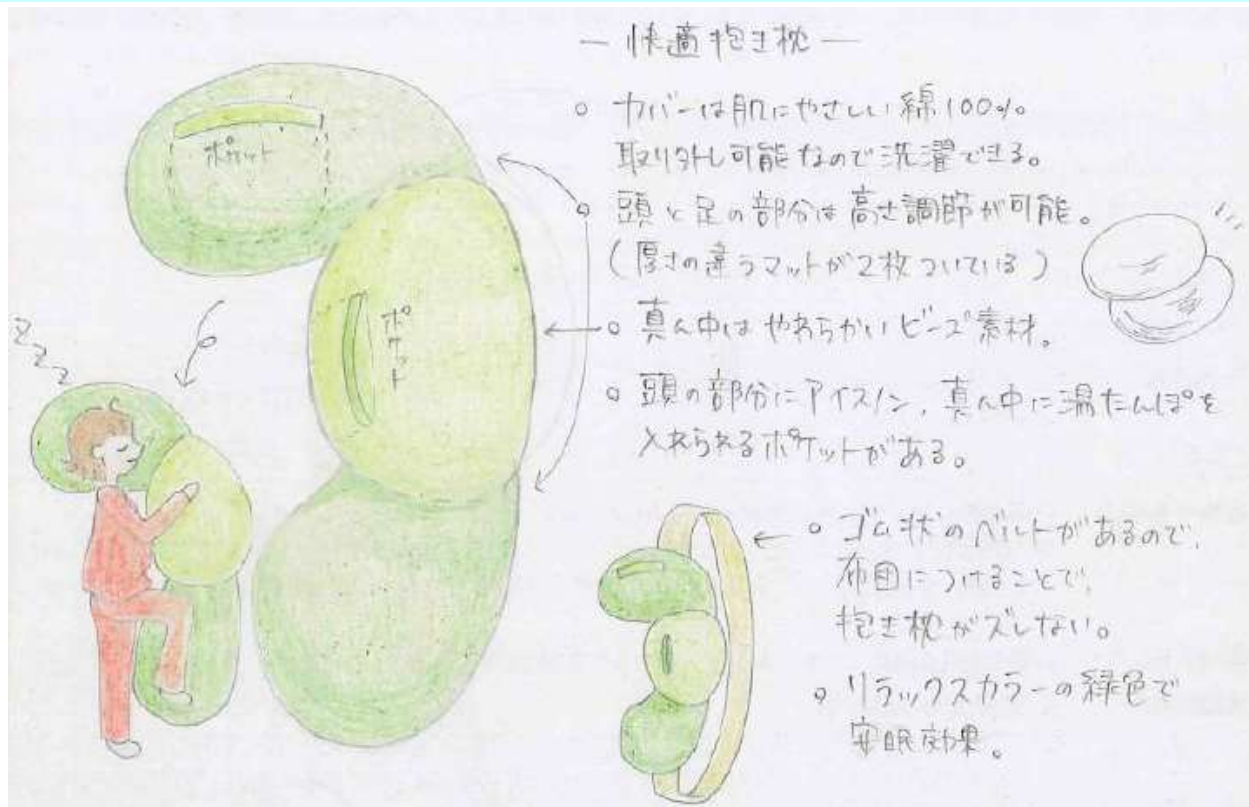 ― 快適抱き枕 ―
。カバーは肌にやさしい綿100%
取り外し可能なので洗濯できる。
。頭と足の部分は高さ調節が可能。
(厚さの違うマットが2枚ついている)
。真ん中はやわらかいビーズ素材。
。頭の部分にアイスノン、真ん中に湯たんぽを
入れられるポケットがある。
。ゴム状のベルトがあるので、
布団につけることで、
抱き枕がズレない。
。リラックスカラーの緑色で
安眠効果。
ポケット
ポケット
zzz